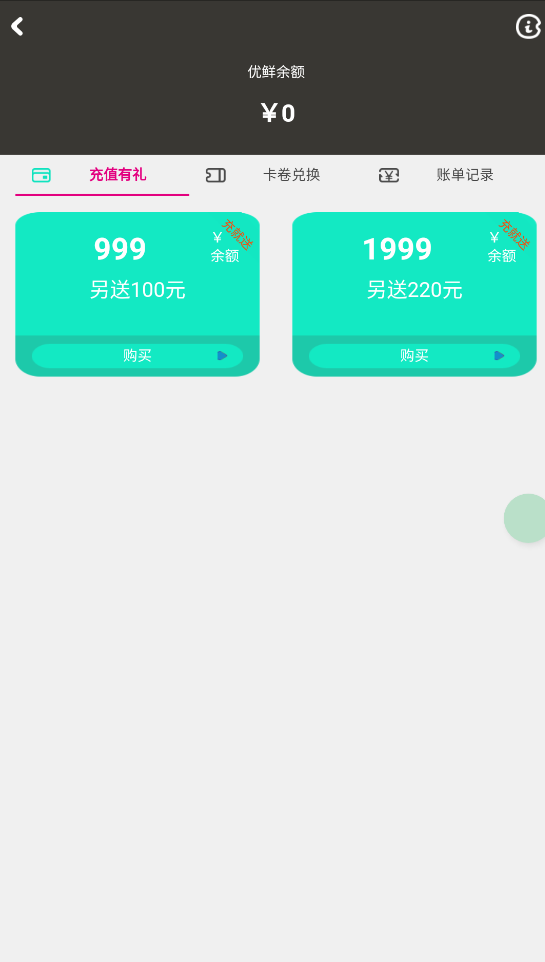 优鲜余额
￥0
充值有礼
卡卷兑换
账单记录
999
￥
余额
充就送
另送100元
购买
1999
￥
余额
充就送
另送220元
购买